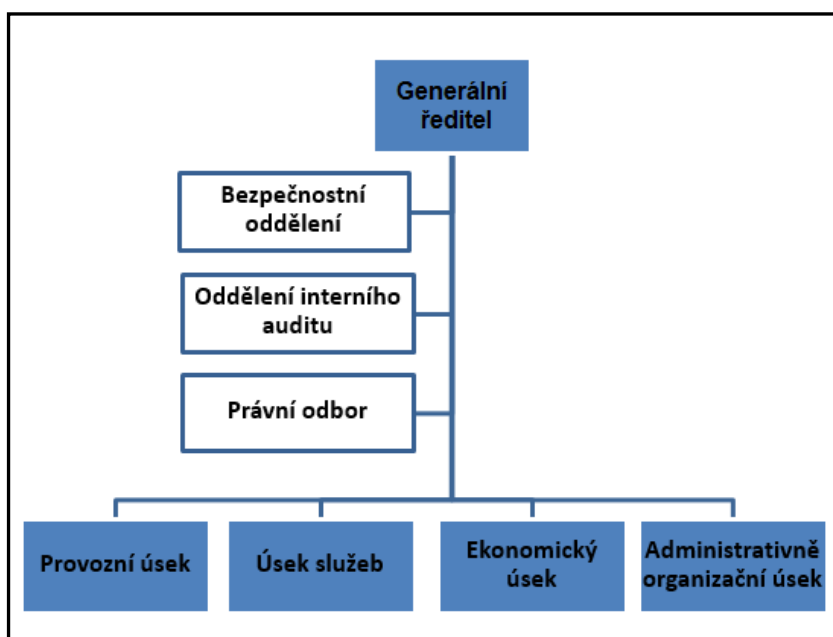 Generální
ředitel
Bezpečnostní
oddělení
Oddělení interního
auditu
Právní odbor
Provozní úsek
Úsek služeb
Ekonomický
úsek
Administrativně
organizační úsek